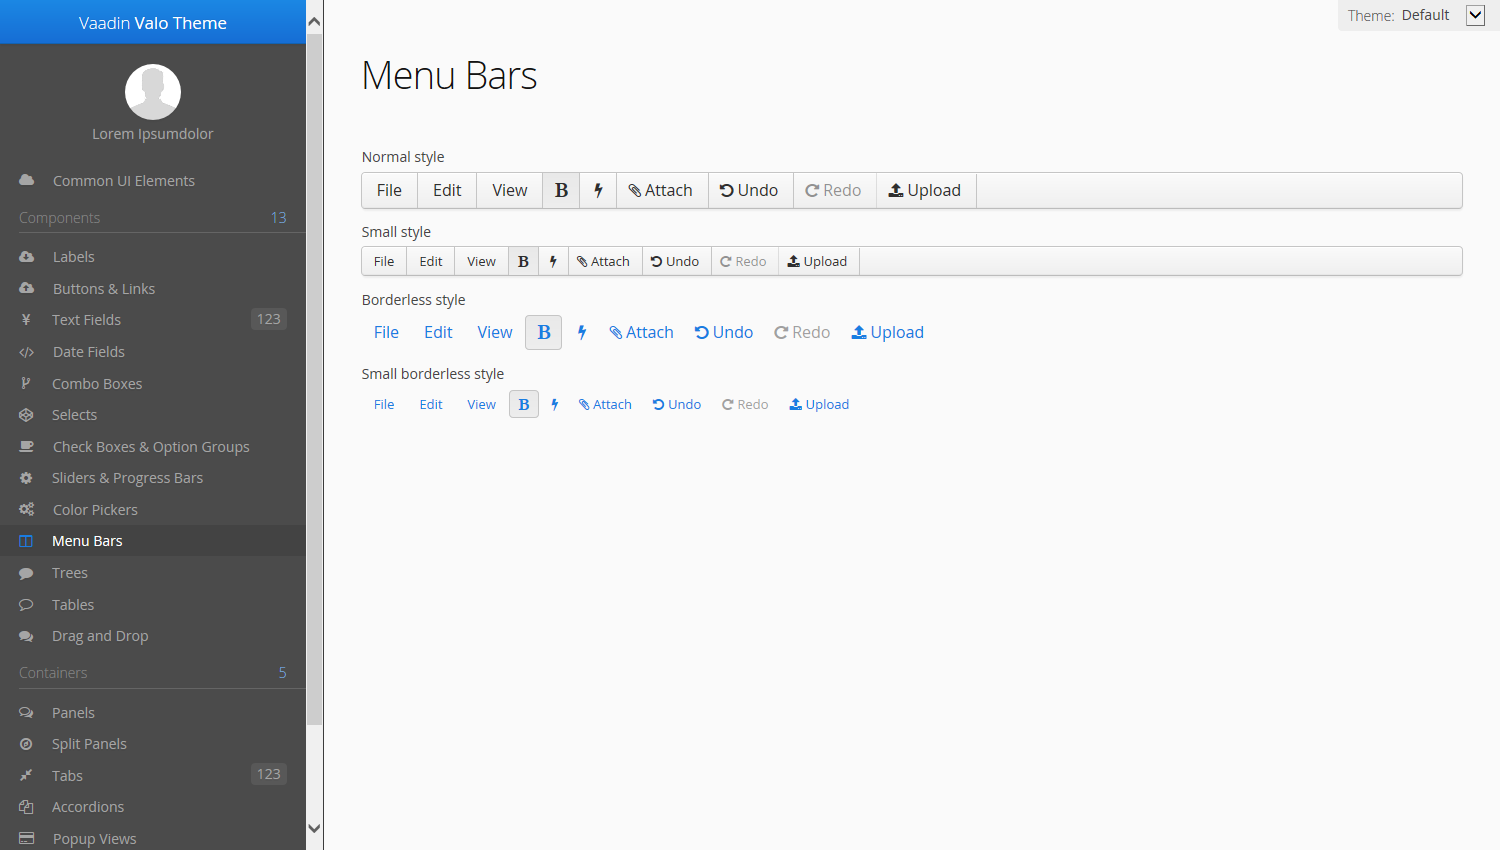 Vaadin Valo Theme
Lorem Ipsumdolor
Common UI Elements
Components 13
Labels
Buttons & Links
Text Fields 123
Date Fields
Combo Boxes
Selects
Check Boxes & Option Groups
Sliders & Progress Bars
Color Pickers
Menu Bars
Trees
Tables
Drag and Drop
Containers 5
Panels
Split Panels
Tabs 123
Accordions
Popup Views
Theme: Default
Menu Bars
Normal style
File Edit View B Attach Undo Redo Upload
Small style
File Edit View B Attach Undo Redo Upload
Borderless style
File Edit View B Attach Undo Redo Upload
Small borderless style
File Edit View B Attach Undo Redo Upload